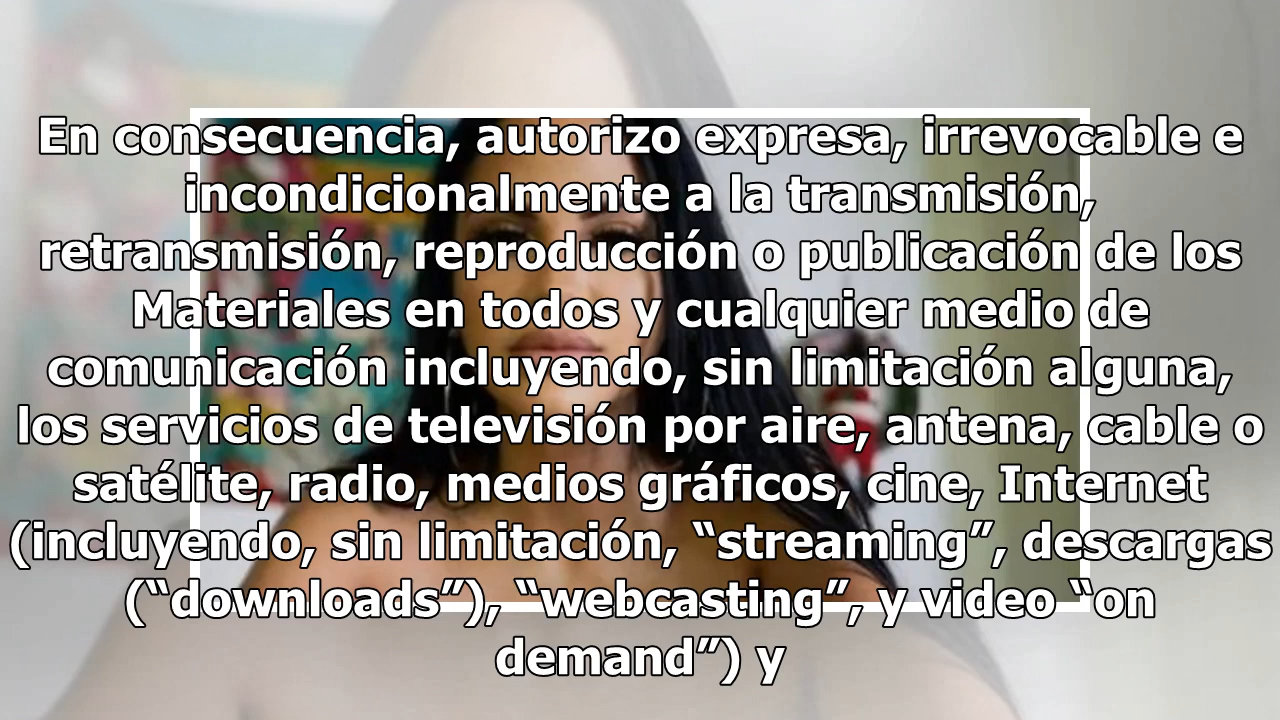 En consecuencia, autorizo expresa, irrevocable e
incondicionalmente a la transmisión,
retransmisión, reproducción o publicación de los
Materiales en todos y cualquier medio de
comunicación incluyendo, sin limitación alguna,
los servicios de televisión por aire, antena, cable o
satélite, radio, medios gráficos, cine, Internet
(incluyendo, sin limitación, “streaming”, descargas
(“downloads”), “webcasting”, y video “on
demand”) y